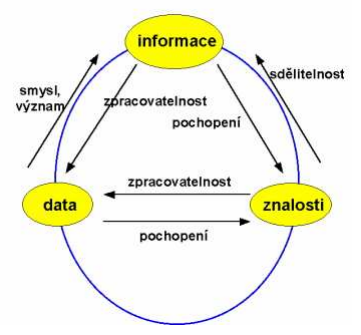 informace
sdělitelnost
smysl,
význam
zpracovatelnost
pochopení
zpracovatelnost
data
znalosti
pochopení